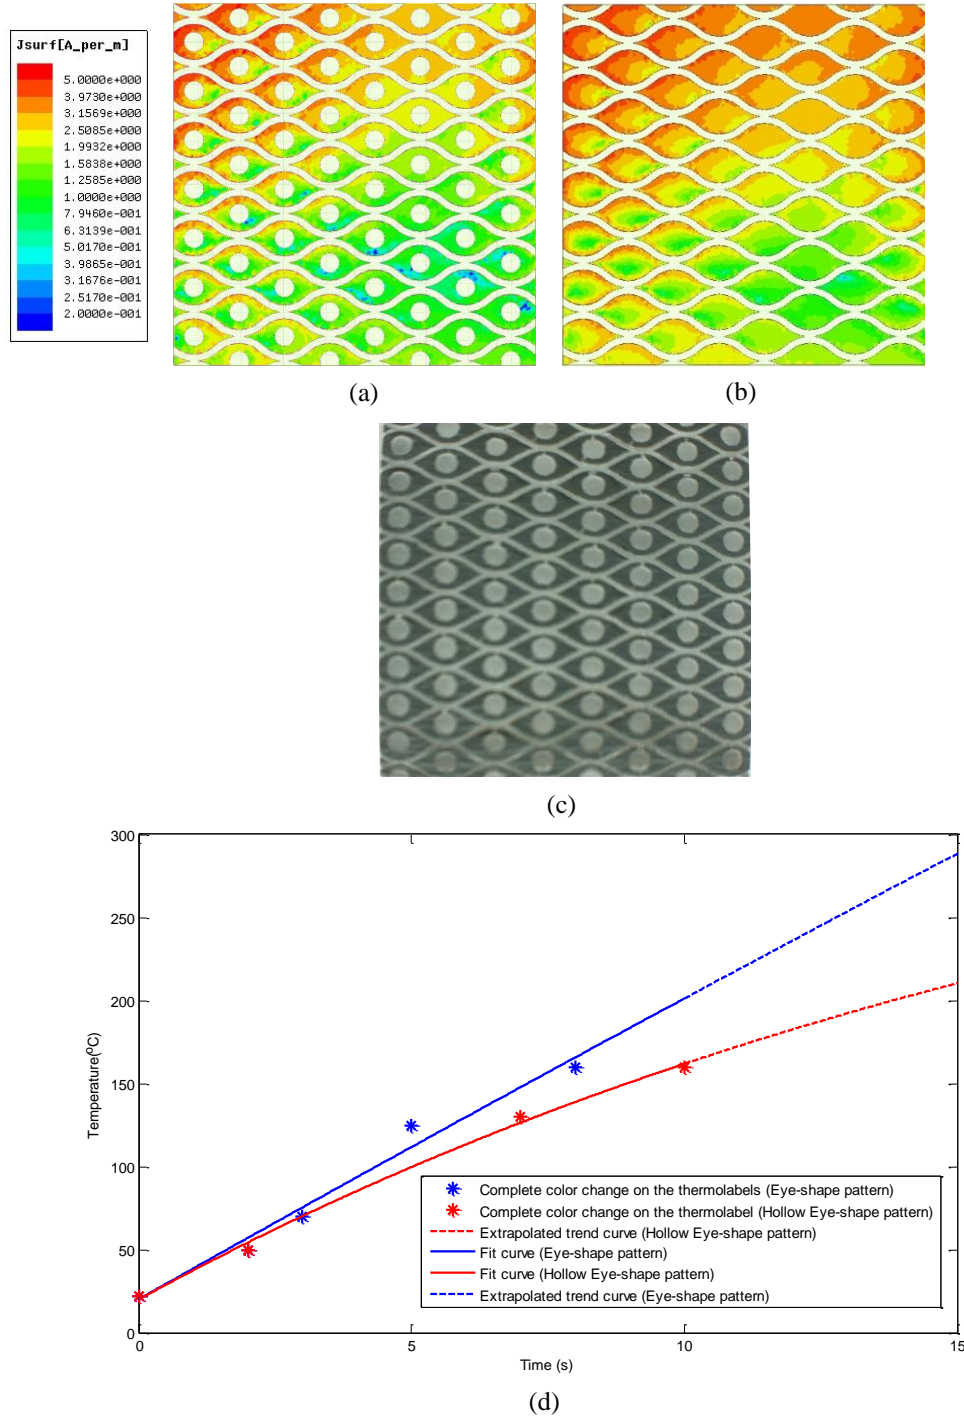 Jsurf[A_per_m]
5.0000e+000
3.9730e+000
3.1569e+000
2.5085e+000
1.9932e+000
1.5838e+000
1.2585e+000
1.0000e+000
7.9460e-001
6.3139e-001
5.0170e-001
3.9865e-001
3.1676e-001
2.5170e-001
2.0000e-001
(a)
(b)
(c)
300
250
200
150
100
50
0
Temperature(⁰C)
Complete color change on the thermolabels (Eye-shape pattern)
Complete color change on the thermolabel (Hollow Eye-shape pattern)
Extrapolated trend curve (Hollow Eye-shape pattern)
Fit curve (Eye-shape pattern)
Fit curve (Hollow Eye-shape pattern)
Extrapolated trend curve (Eye-shape pattern)
0 5 10 15
Time (s)
(d)